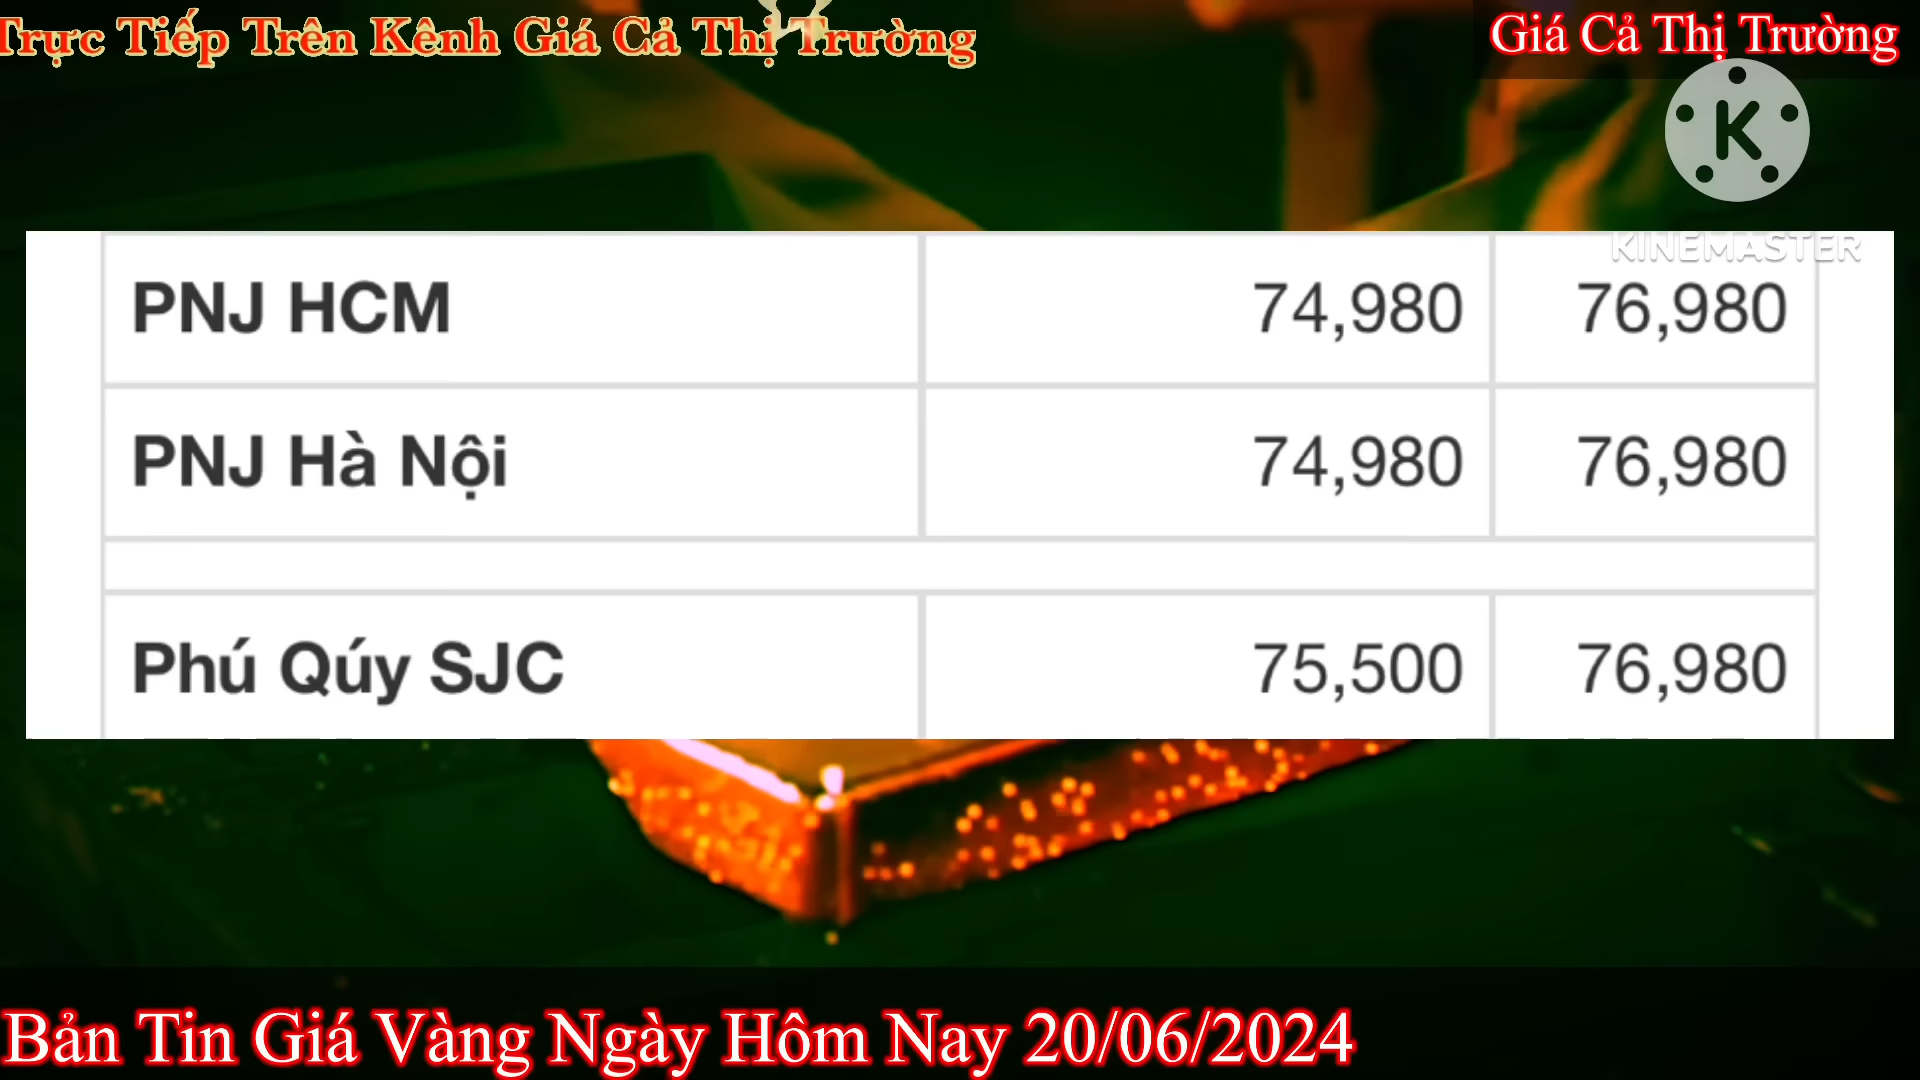 Trực Tiếp Trên Kênh Giá Cả Thị Trường
Giá Cả Thị Trường
K
KINEMASTER
PNJ HCM 74,980 76,980
PNJ Hà Nội 74,980 76,980
Phú Qúy SJC 75,500 76,980
Bản Tin Giá Vàng Ngày Hôm Nay 20/06/2024